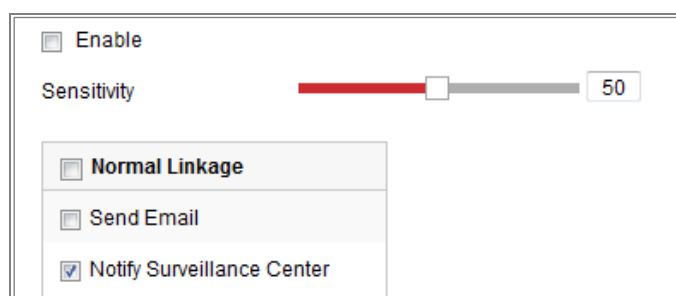 Enable
Sensitivity 50
Normal Linkage
Send Email
Notify Surveillance Center